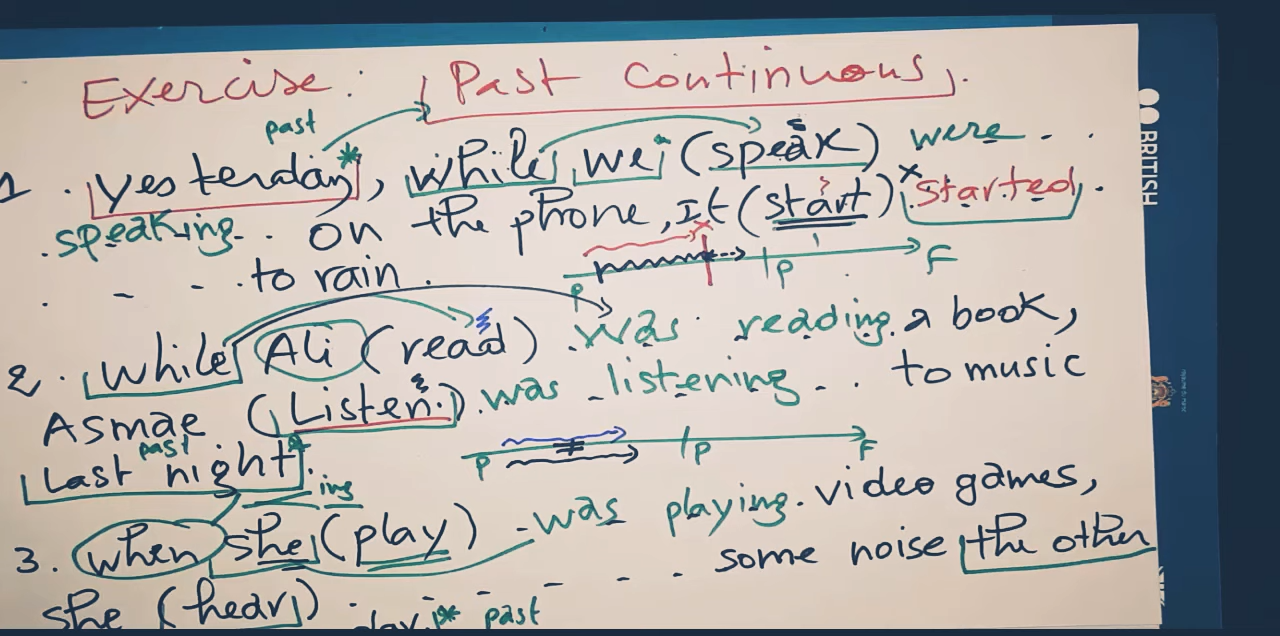 Exercise: Past Continuous.
past
1. Yesterday*, while we (speak) were . .
. speaking . . on the phone, It (start) x started .
. - - . to rain.
P P F
2. While Ali (read) . was reading a book,
Asmae (Listen.) was listening . . to music
past
Last night.
P P F
ing
3. When she (play) - was playing. video games,
she (hear) . - - . some noise the other
day. * past
BRITISH